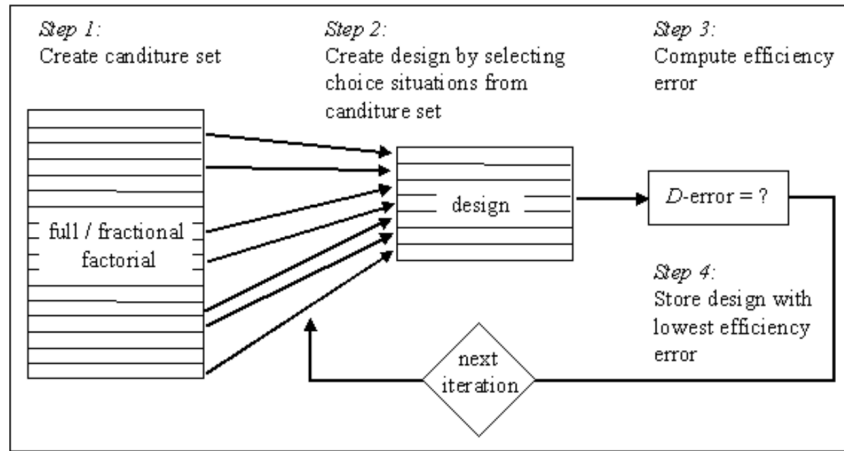 Step 1:
Create canditure set
Step 2:
Create design by selecting
choice situations from
canditure set
Step 3:
Compute efficiency
error
full / fractional
factorial
design
D-error = ?
Step 4:
Store design with
lowest efficiency
error
next
iteration